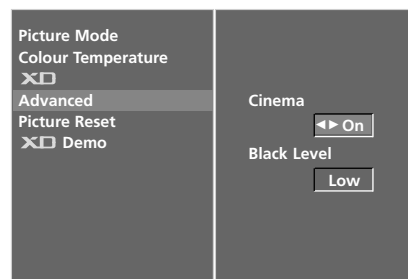 Picture Mode
Colour Temperature
XD
Advanced
Picture Reset
XD Demo
Cinema
◄► On
Black Level
Low